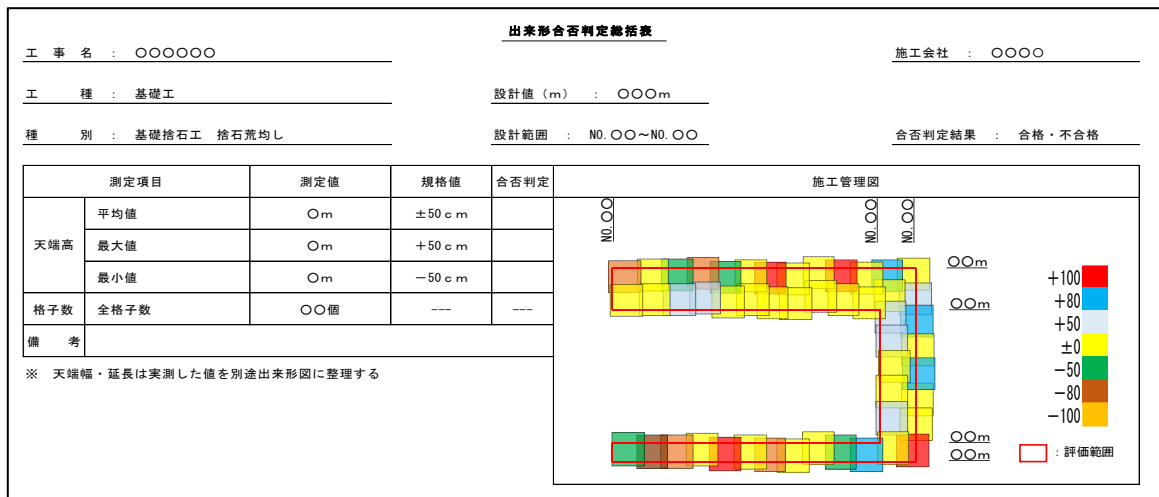 出来形合否判定総括表
工 事 名 ： ○○○○○○
施工会社 ： ○○○○
工 種 ： 基礎工
設計値（ｍ） ： ○○○ｍ
種 別 ： 基礎捨石工 捨石荒均し
設計範囲 ： NO.○○～NO.○○
合否判定結果 ： 合格・不合格
測定項目 測定値 規格値 合否判定 施工管理図
天端高 平均値 ○ｍ ±50ｃｍ
最大値 ○ｍ ＋50ｃｍ
最小値 ○ｍ －50ｃｍ
格子数 全格子数 ○○個 --- ---
備 考
※ 天端幅・延長は実測した値を別途出来形図に整理する
NO.○○
NO.○○
NO.○○
○○ｍ
○○ｍ
○○ｍ
○○ｍ
+100
+80
+50
±0
−50
−80
−100
：評価範囲